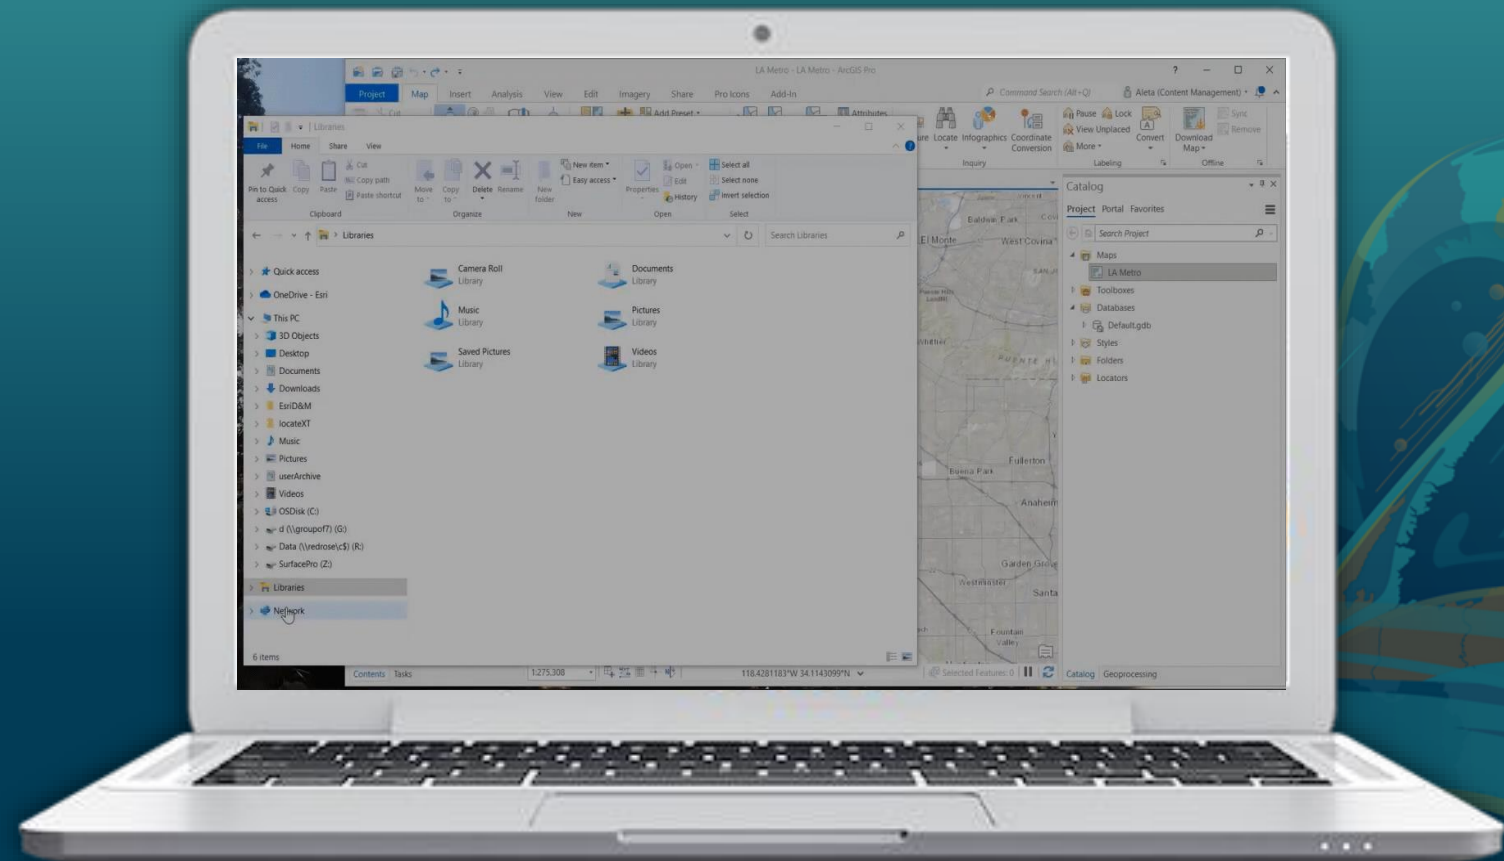 LA Metro - LA Metro - ArcGIS Pro
Project Map Insert Analysis View Edit Imagery Share Pro Icons Add-In
Command Search (Alt+Q)
Aleta (Content Management)
Cut
Add Preset
Attributes
Locate Infographics Coordinate Conversion
Inquiry
Pause Lock
View Unplaced
More
Convert
Labeling
Download Map
Sync
Remove
Offline
Libraries
File Home Share View
Pin to Quick access
Copy
Paste
Cut
Copy path
Paste shortcut
Clipboard
Move to
Copy to
Delete
Rename
Organize
New folder
New item
Easy access
New
Properties
Open
Edit
History
Open
Select all
Select none
Invert selection
Select
Libraries
Search Libraries
Quick access
OneDrive - Esri
This PC
3D Objects
Desktop
Documents
Downloads
EsriD&M
locateXT
Music
Pictures
userArchive
Videos
OSDisk (C:)
d (\\groupof7) (G:)
Data (\\redrose\c$) (R:)
SurfacePro (Z:)
Libraries
Network
6 items
Camera Roll
Library
Documents
Library
Music
Library
Pictures
Library
Saved Pictures
Library
Videos
Library
Baldwin Park
El Monte
West Covina
Whittier
Fullerton
Buena Park
Anaheim
Garden Grove
Westminster
Santa
Fountain
Valley
Catalog
Project Portal Favorites
Search Project
Maps
LA Metro
Toolboxes
Databases
Default.gdb
Styles
Folders
Locators
Contents Tasks
1:275,308
118.4281183°W 34.1143099°N
Selected Features: 0
Catalog Geoprocessing